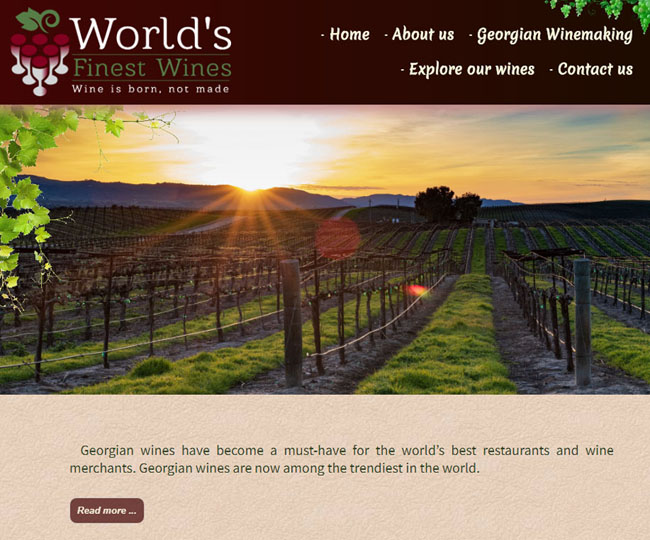 World's
Finest Wines
Wine is born, not made
- Home - About us - Georgian Winemaking
- Explore our wines - Contact us
Georgian wines have become a must-have for the world’s best restaurants and wine
merchants. Georgian wines are now among the trendiest in the world.
Read more ...